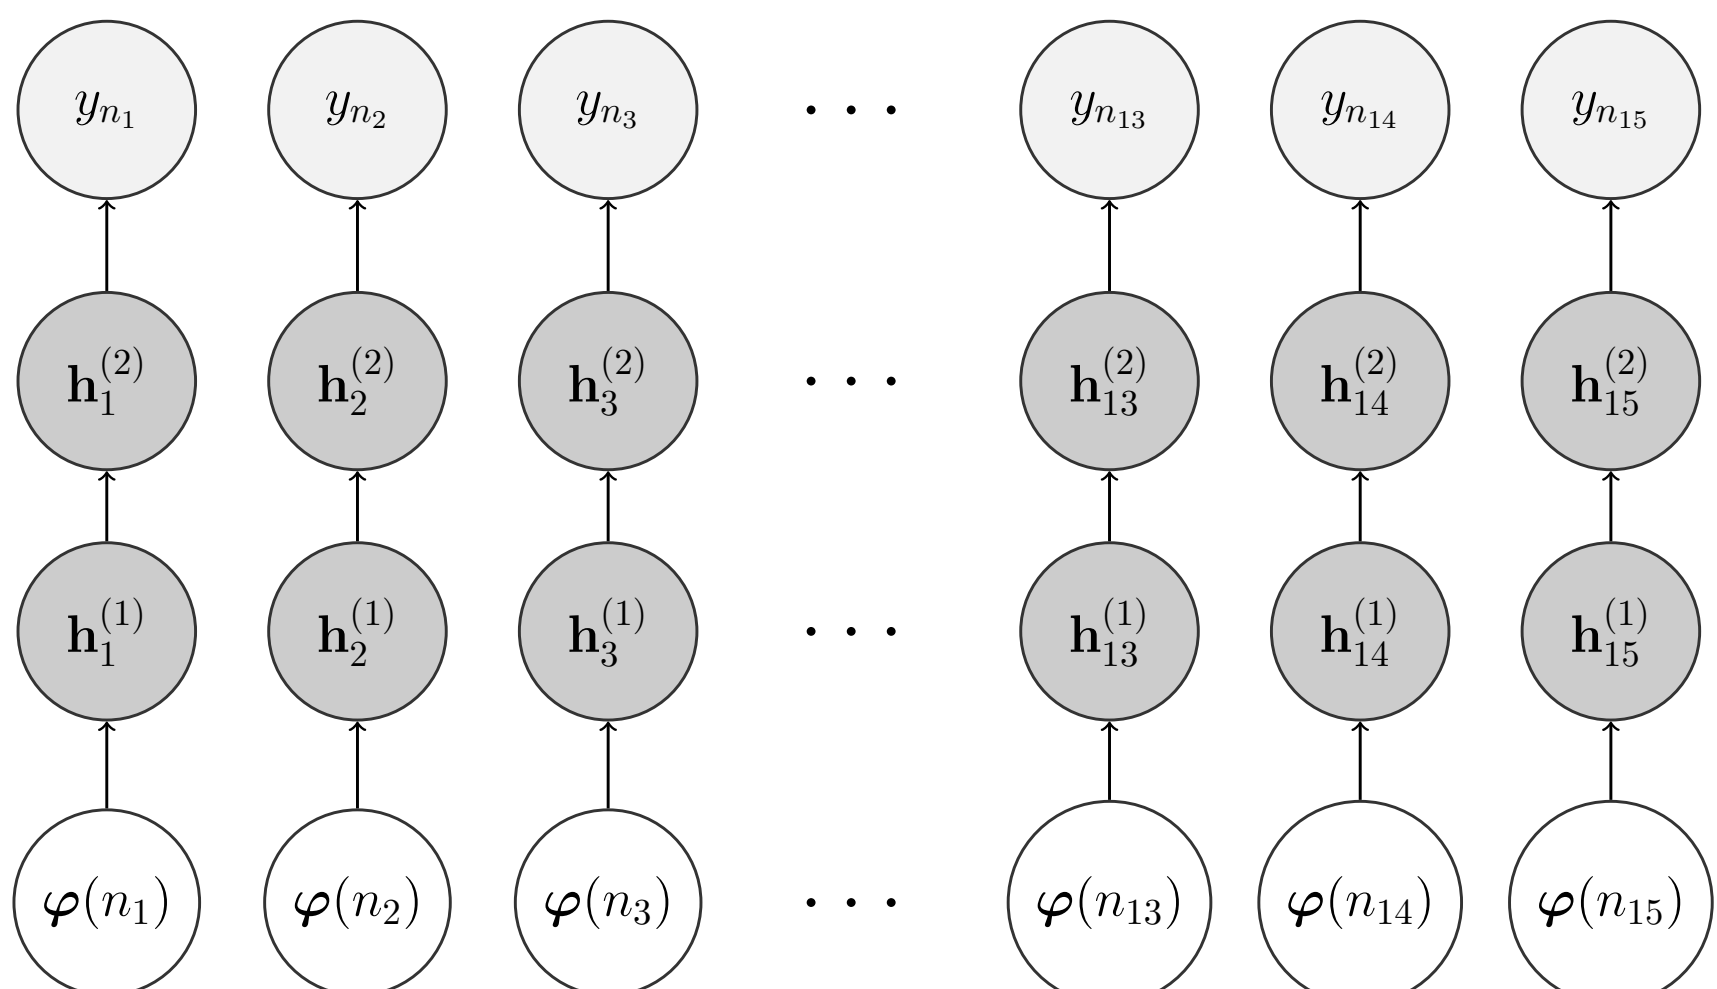 y_{n_1} y_{n_2} y_{n_3} · · · y_{n_{13}} y_{n_{14}} y_{n_{15}}
𝐡_1^{(2)} 𝐡_2^{(2)} 𝐡_3^{(2)} · · · 𝐡_{13}^{(2)} 𝐡_{14}^{(2)} 𝐡_{15}^{(2)}
𝐡_1^{(1)} 𝐡_2^{(1)} 𝐡_3^{(1)} · · · 𝐡_{13}^{(1)} 𝐡_{14}^{(1)} 𝐡_{15}^{(1)}
𝝋(n_1) 𝝋(n_2) 𝝋(n_3) · · · 𝝋(n_{13}) 𝝋(n_{14}) 𝝋(n_{15})